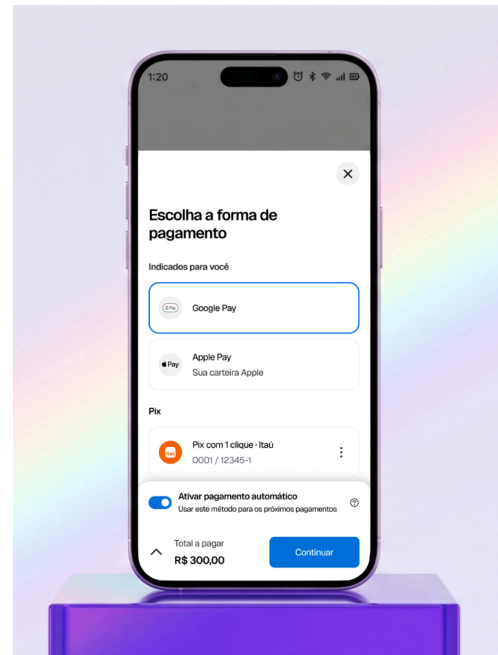 1:20
Escolha a forma de
pagamento
Indicados para você
G Pay
Google Pay
Apple Pay
Pay
Sua carteira Apple
Pix
Itaú
Pix com 1 clique · Itaú
0001 / 12345-1
Ativar pagamento automático
Usar este método para os próximos pagamentos
Total a pagar
R$ 300,00
Continuar